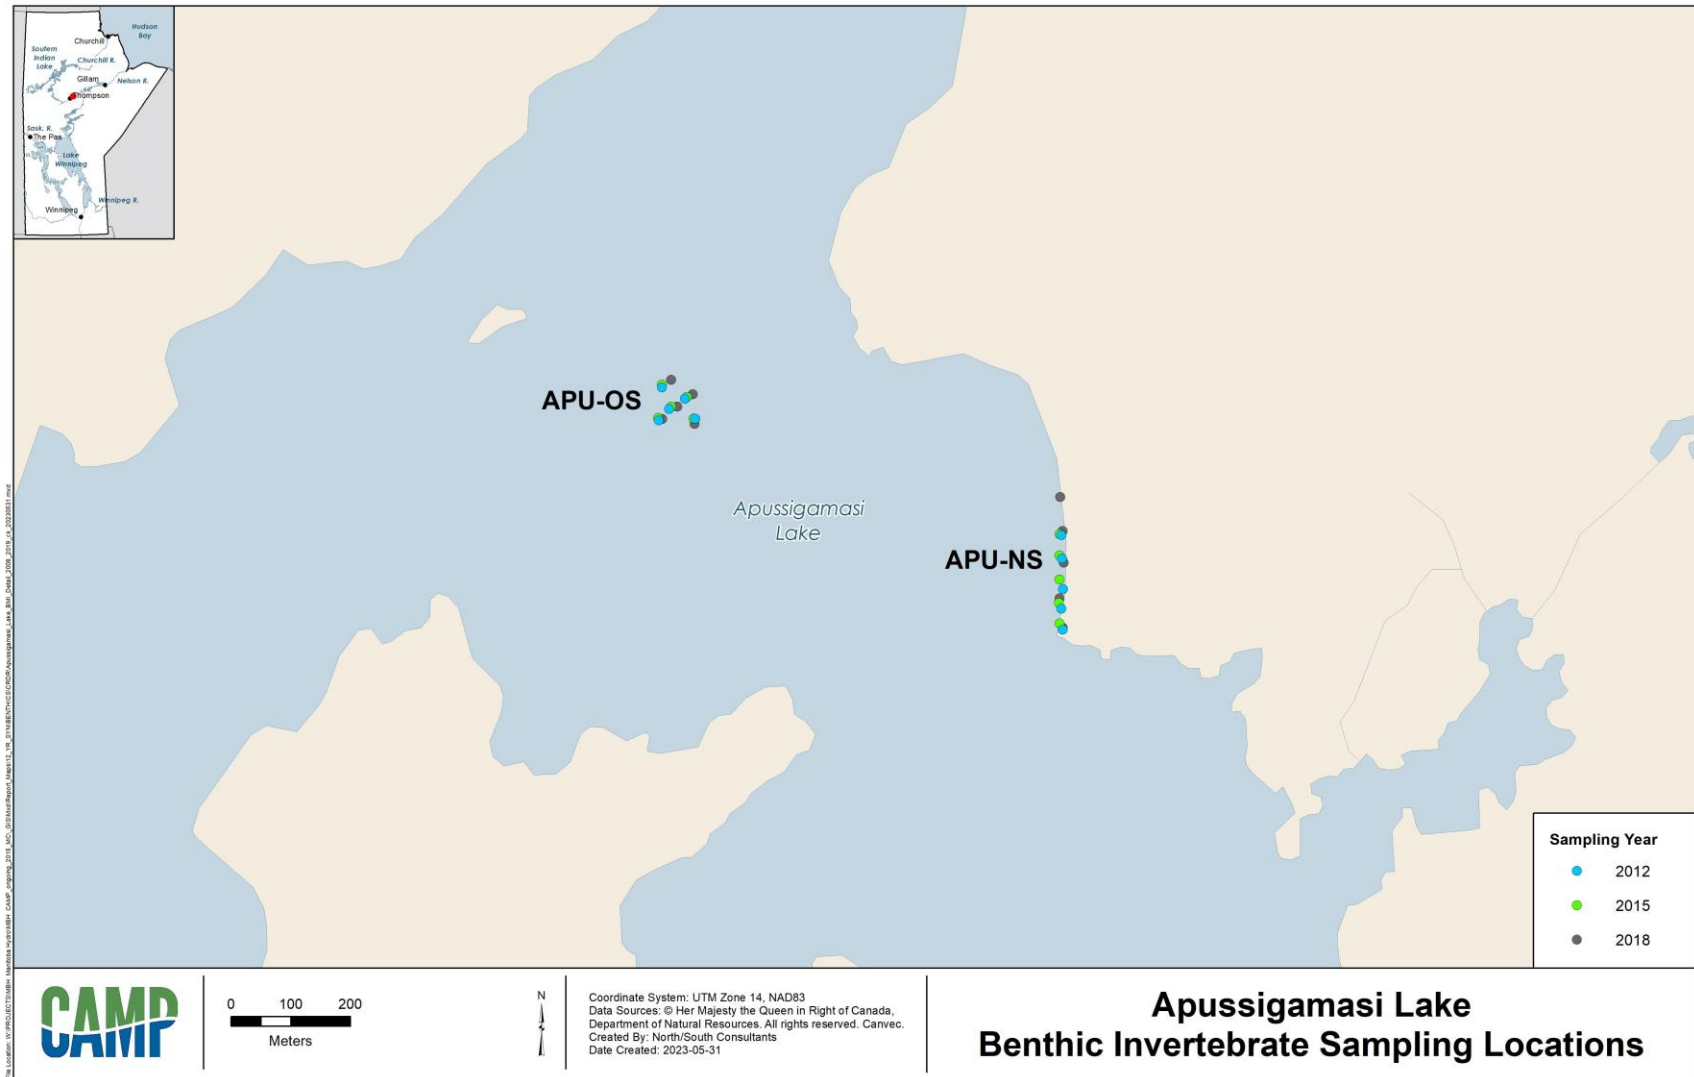 Hudson
Bay
Churchill
Soutern
Indian
Lake
Churchill R.
Gillam
Nelson R.
Thompson
Sask. R.
The Pas
Lake
Winnipeg
Winnipeg R.
Winnipeg
APU-OS
Apussigamasi
Lake
APU-NS
Sampling Year
2012
2015
2018
CAMP
0 100 200
Meters
N
Coordinate System: UTM Zone 14, NAD83
Data Sources: © Her Majesty the Queen in Right of Canada,
Department of Natural Resources. All rights reserved. Canvec.
Created By: North/South Consultants
Date Created: 2023-05-31
Apussigamasi Lake
Benthic Invertebrate Sampling Locations